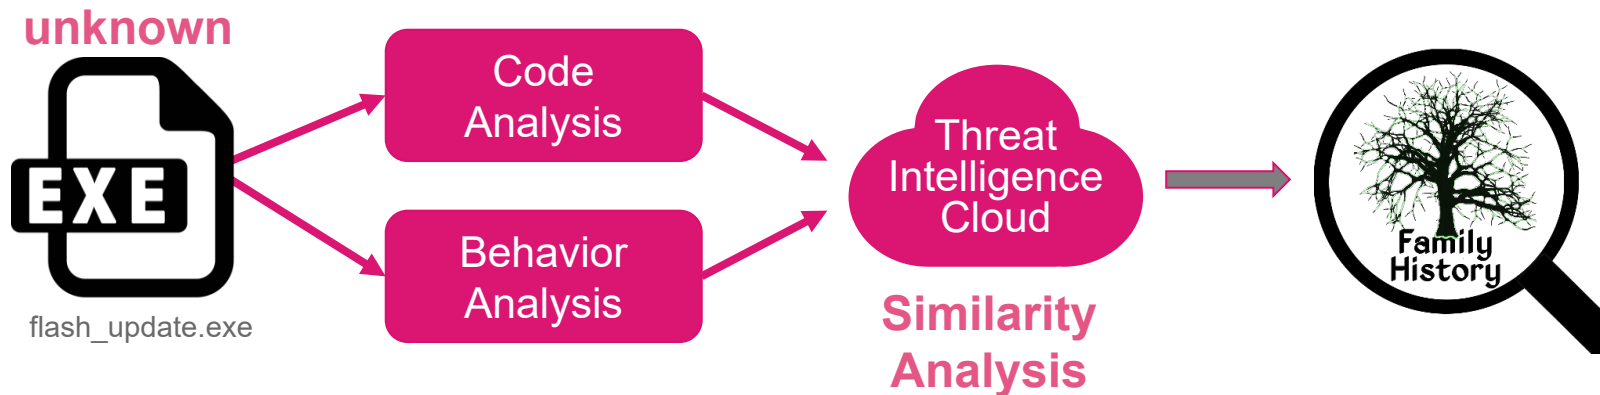 unknown
EXE
flash_update.exe
Code
Analysis
Behavior
Analysis
Threat
Intelligence
Cloud
Similarity
Analysis
Family
History